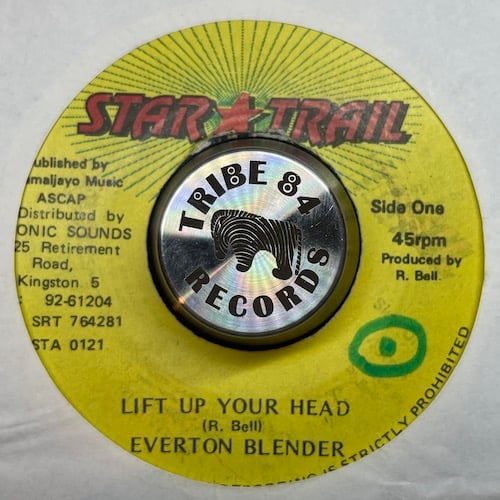 STAR TRAIL
TRIBE 84
RECORDS
ublished by
maljayo Music
ASCAP
Distributed by
ONIC SOUNDS
25 Retirement
Road,
Kingston 5
: 92-61204
SRT 764281
STA 0121
Side One
45rpm
Produced by
R. Bell.
LIFT UP YOUR HEAD
(R. Bell)
EVERTON BLENDER
IS STRICTLY PROHIBITED